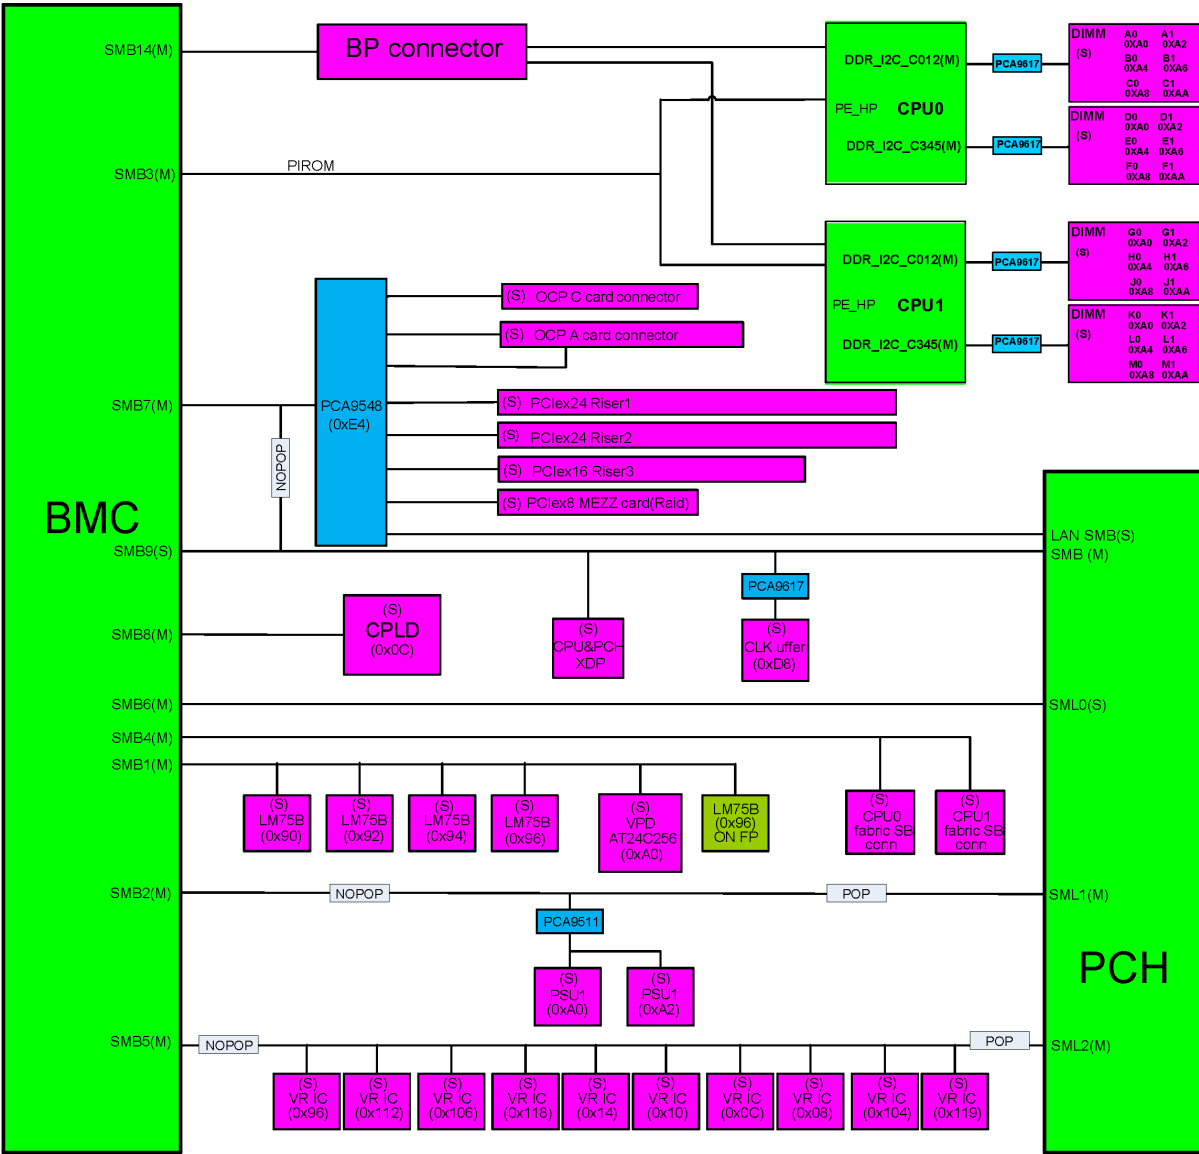 SMB14(M)
BP connector
DDR_I2C_C012(M)
PCA9617
DIMM
(S)
A0 A1
0XA0 0XA2
B0 B1
0XA4 0XA6
C0 C1
0XA8 0XAA
PE_HP CPU0
DDR_I2C_C345(M)
PCA9617
DIMM
(S)
D0 D1
0XA0 0XA2
E0 E1
0XA4 0XA6
F0 F1
0XA8 0XAA
SMB3(M)
PIROM
DDR_I2C_C012(M)
PCA9617
DIMM
(S)
G0 G1
0XA0 0XA2
H0 H1
0XA4 0XA6
J0 J1
0XA8 0XAA
PE_HP CPU1
DDR_I2C_C345(M)
PCA9617
DIMM
(S)
K0 K1
0XA0 0XA2
L0 L1
0XA4 0XA6
M0 M1
0XA8 0XAA
(S) OCP C card connector
(S) OCP A card connector
SMB7(M)
PCA9548
(0xE4)
NOPOP
(S) PCIex24 Riser1
(S) PCIex24 Riser2
(S) PCIex16 Riser3
(S) PCIex8 MEZZ card(Raid)
BMC
LAN SMB(S)
SMB9(S)
SMB (M)
PCA9617
SMB8(M)
(S)
CPLD
(0x0C)
(S)
CPU&PCH
XDP
(S)
CLK uffer
(0xD8)
SMB6(M)
SML0(S)
SMB4(M)
SMB1(M)
(S)
LM75B
(0x90)
(S)
LM75B
(0x92)
(S)
LM75B
(0x94)
(S)
LM75B
(0x96)
(S)
VPD
AT24C256
(0xA0)
LM75B
(0x96)
ON FP
(S)
CPU0
fabric SB
conn
(S)
CPU1
fabric SB
conn
SMB2(M)
NOPOP
POP
SML1(M)
PCA9511
(S)
PSU1
(0xA0)
(S)
PSU1
(0xA2)
PCH
SMB5(M)
NOPOP
POP
SML2(M)
(S)
VR IC
(0x96)
(S)
VR IC
(0x112)
(S)
VR IC
(0x106)
(S)
VR IC
(0x118)
(S)
VR IC
(0x14)
(S)
VR IC
(0x10)
(S)
VR IC
(0x0C)
(S)
VR IC
(0x08)
(S)
VR IC
(0x104)
(S)
VR IC
(0x119)